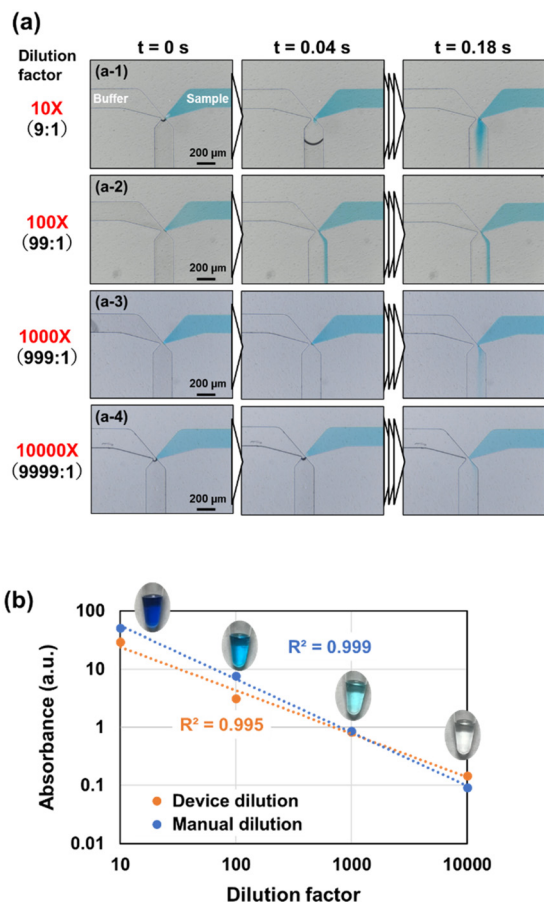 (a)
Dilution
factor
t = 0 s
t = 0.04 s
t = 0.18 s
10X
(9:1)
(a-1)
Buffer
Sample
200 µm
100X
(99:1)
(a-2)
200 µm
1000X
(999:1)
(a-3)
200 µm
10000X
(9999:1)
(a-4)
200 µm
(b)
Absorbance (a.u.)
100
10
1
0.1
0.01
R² = 0.999
R² = 0.995
Device dilution
Manual dilution
10
100
1000
10000
Dilution factor